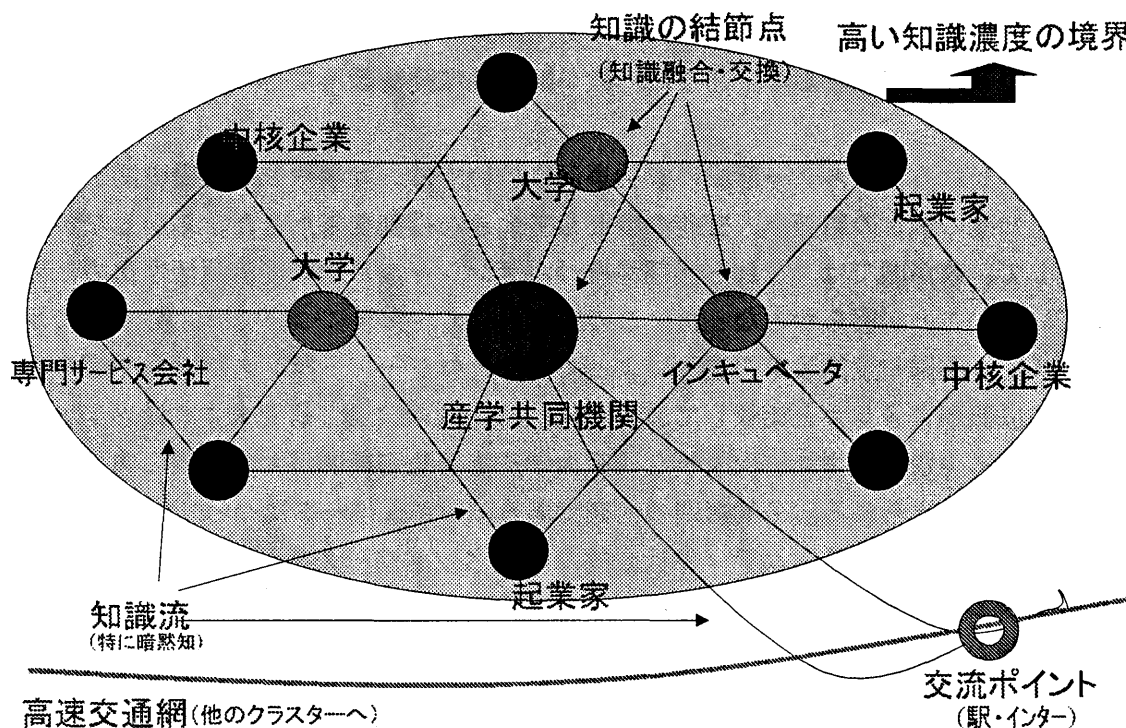 知識の結節点
(知識融合・交換)
高い知識濃度の境界
中核企業
大学
起業家
大学
専門サービス会社
インキュベータ
中核企業
産学共同機関
起業家
知識流
(特に暗黙知)
交流ポイント
(駅・インター)
高速交通網(他のクラスターへ)